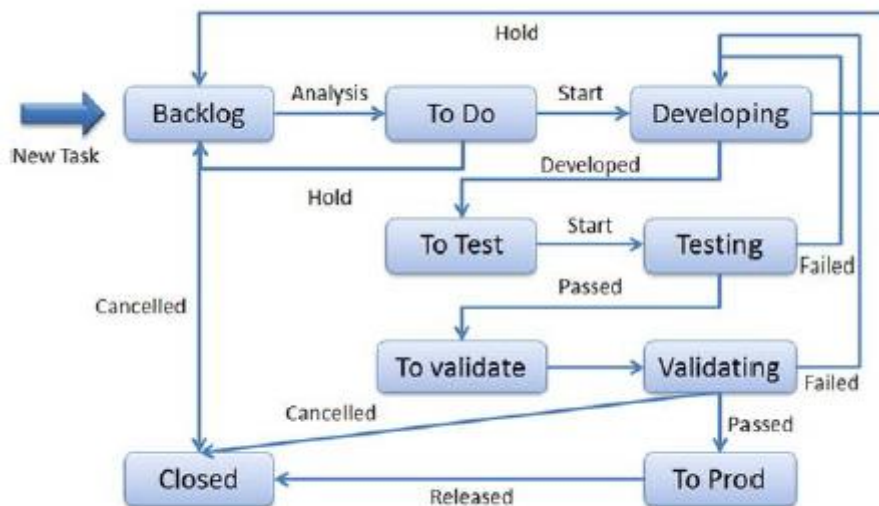 Hold
Analysis
Start
Backlog
To Do
Developing
New Task
Developed
Hold
Start
To Test
Testing
Failed
Passed
Cancelled
To validate
Validating
Failed
Cancelled
Passed
Closed
To Prod
Released